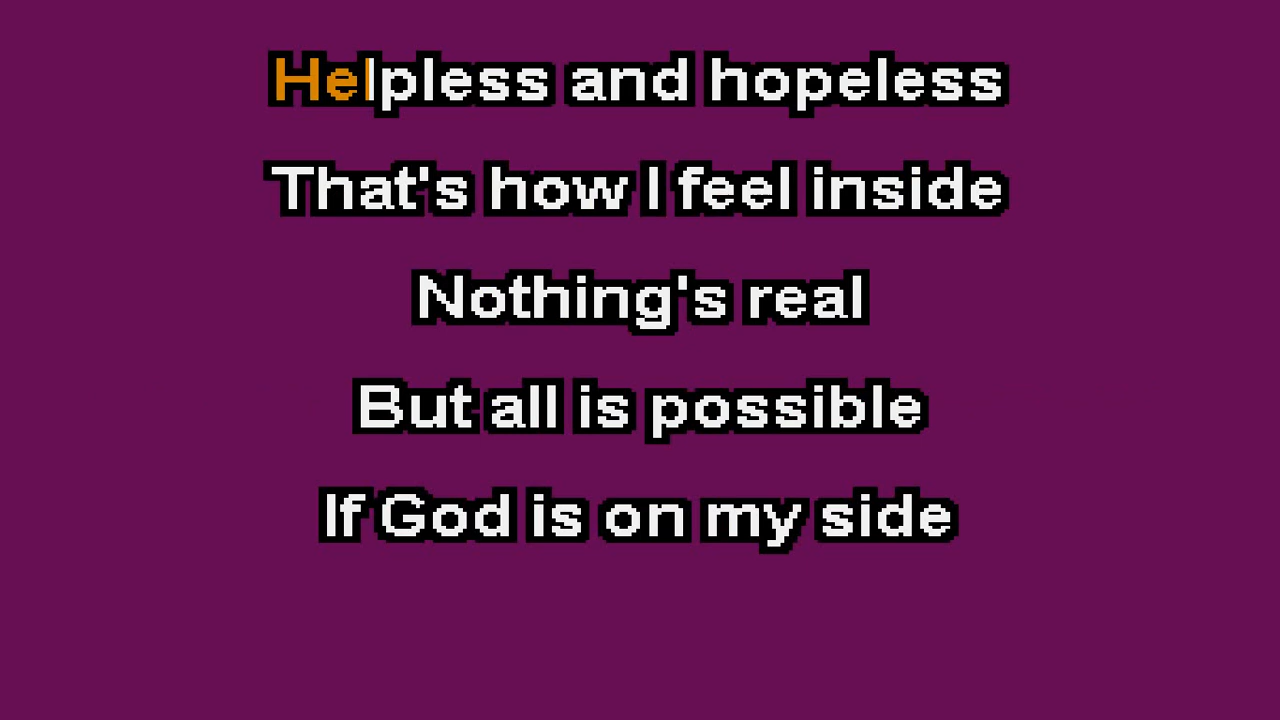 Helpless and hopeless
That's how I feel inside
Nothing's real
But all is possible
If God is on my side